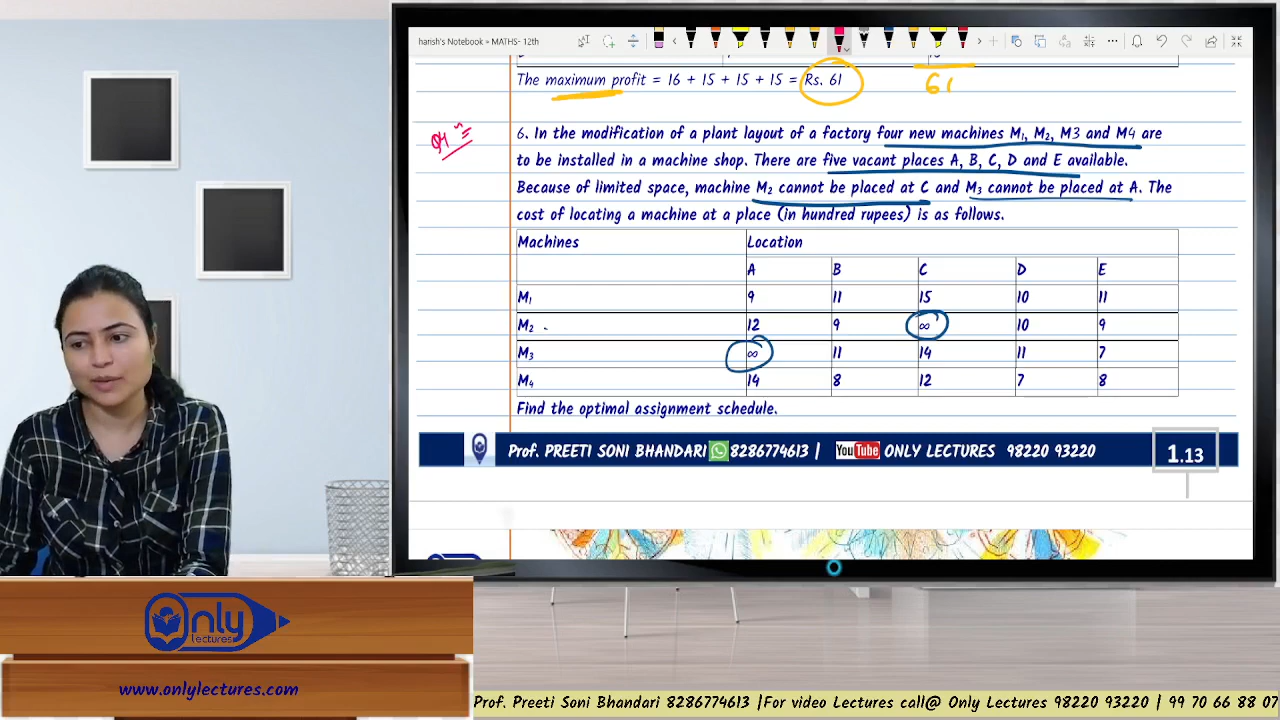 harish's Notebook » MATHS- 12th
The maximum profit = 16 + 15 + 15 + 15 = Rs. 61
61
6. In the modification of a plant layout of a factory four new machines M₁, M₂, M3 and M4 are
to be installed in a machine shop. There are five vacant places A, B, C, D and E available.
Because of limited space, machine M₂ cannot be placed at C and M₃ cannot be placed at A. The
cost of locating a machine at a place (in hundred rupees) is as follows.
Machines Location
A B C D E
M₁ 9 11 15 10 11
M₂ 12 9 ∞ 10 9
M₃ ∞ 11 14 11 7
M₄ 14 8 12 7 8
Find the optimal assignment schedule.
Prof. PREETI SONI BHANDARI 8286774613 | YouTube ONLY LECTURES 98220 93220 1.13
Only
lectures
www.onlylectures.com
Prof. Preeti Soni Bhandari 8286774613 |For video Lectures call@ Only Lectures 98220 93220 | 99 70 66 88 07